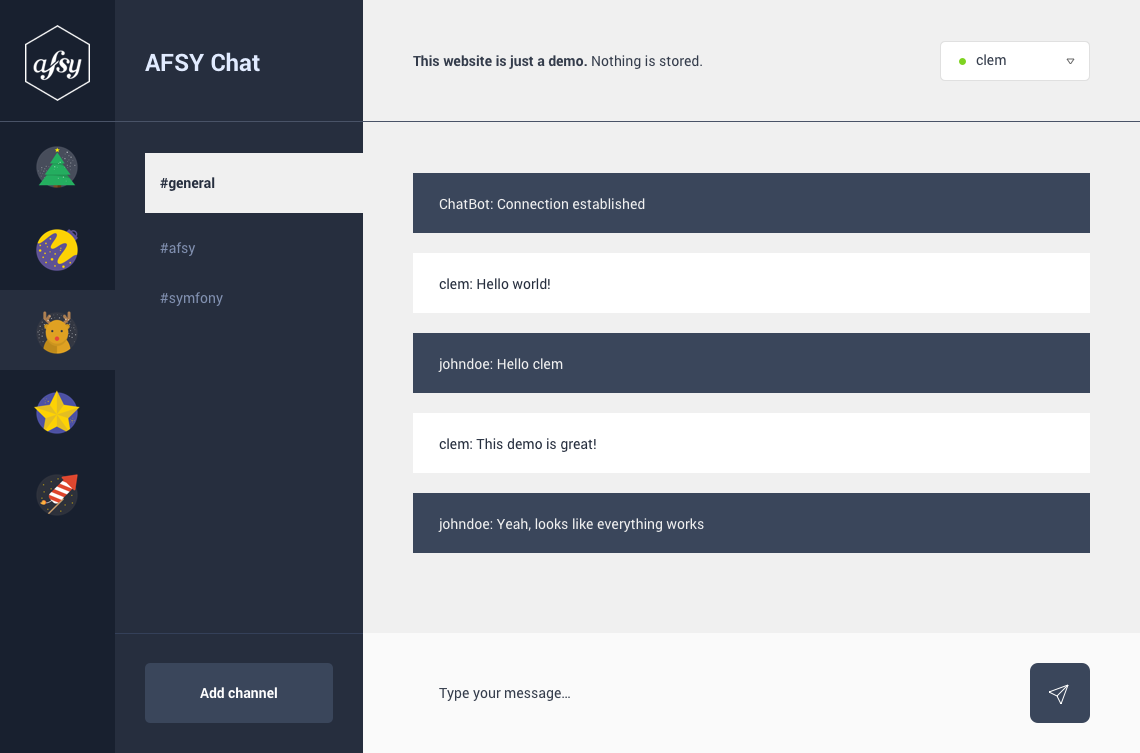 afsy
AFSY Chat
This website is just a demo. Nothing is stored.
clem
#general
#afsy
#symfony
ChatBot: Connection established
clem: Hello world!
johndoe: Hello clem
clem: This demo is great!
johndoe: Yeah, looks like everything works
Add channel
Type your message…